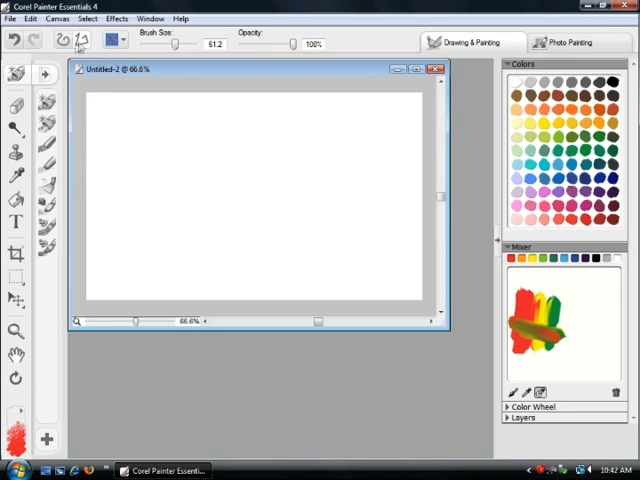 Corel Painter Essentials 4
File Edit Canvas Select Effects Window Help
Brush Size: 61.2 Opacity: 100% Drawing & Painting Photo Painting
Untitled-2 @ 66.6%
Colors
T
Mixer
66.6%
Color Wheel
Layers
Corel Painter Essenti...
10:42 AM